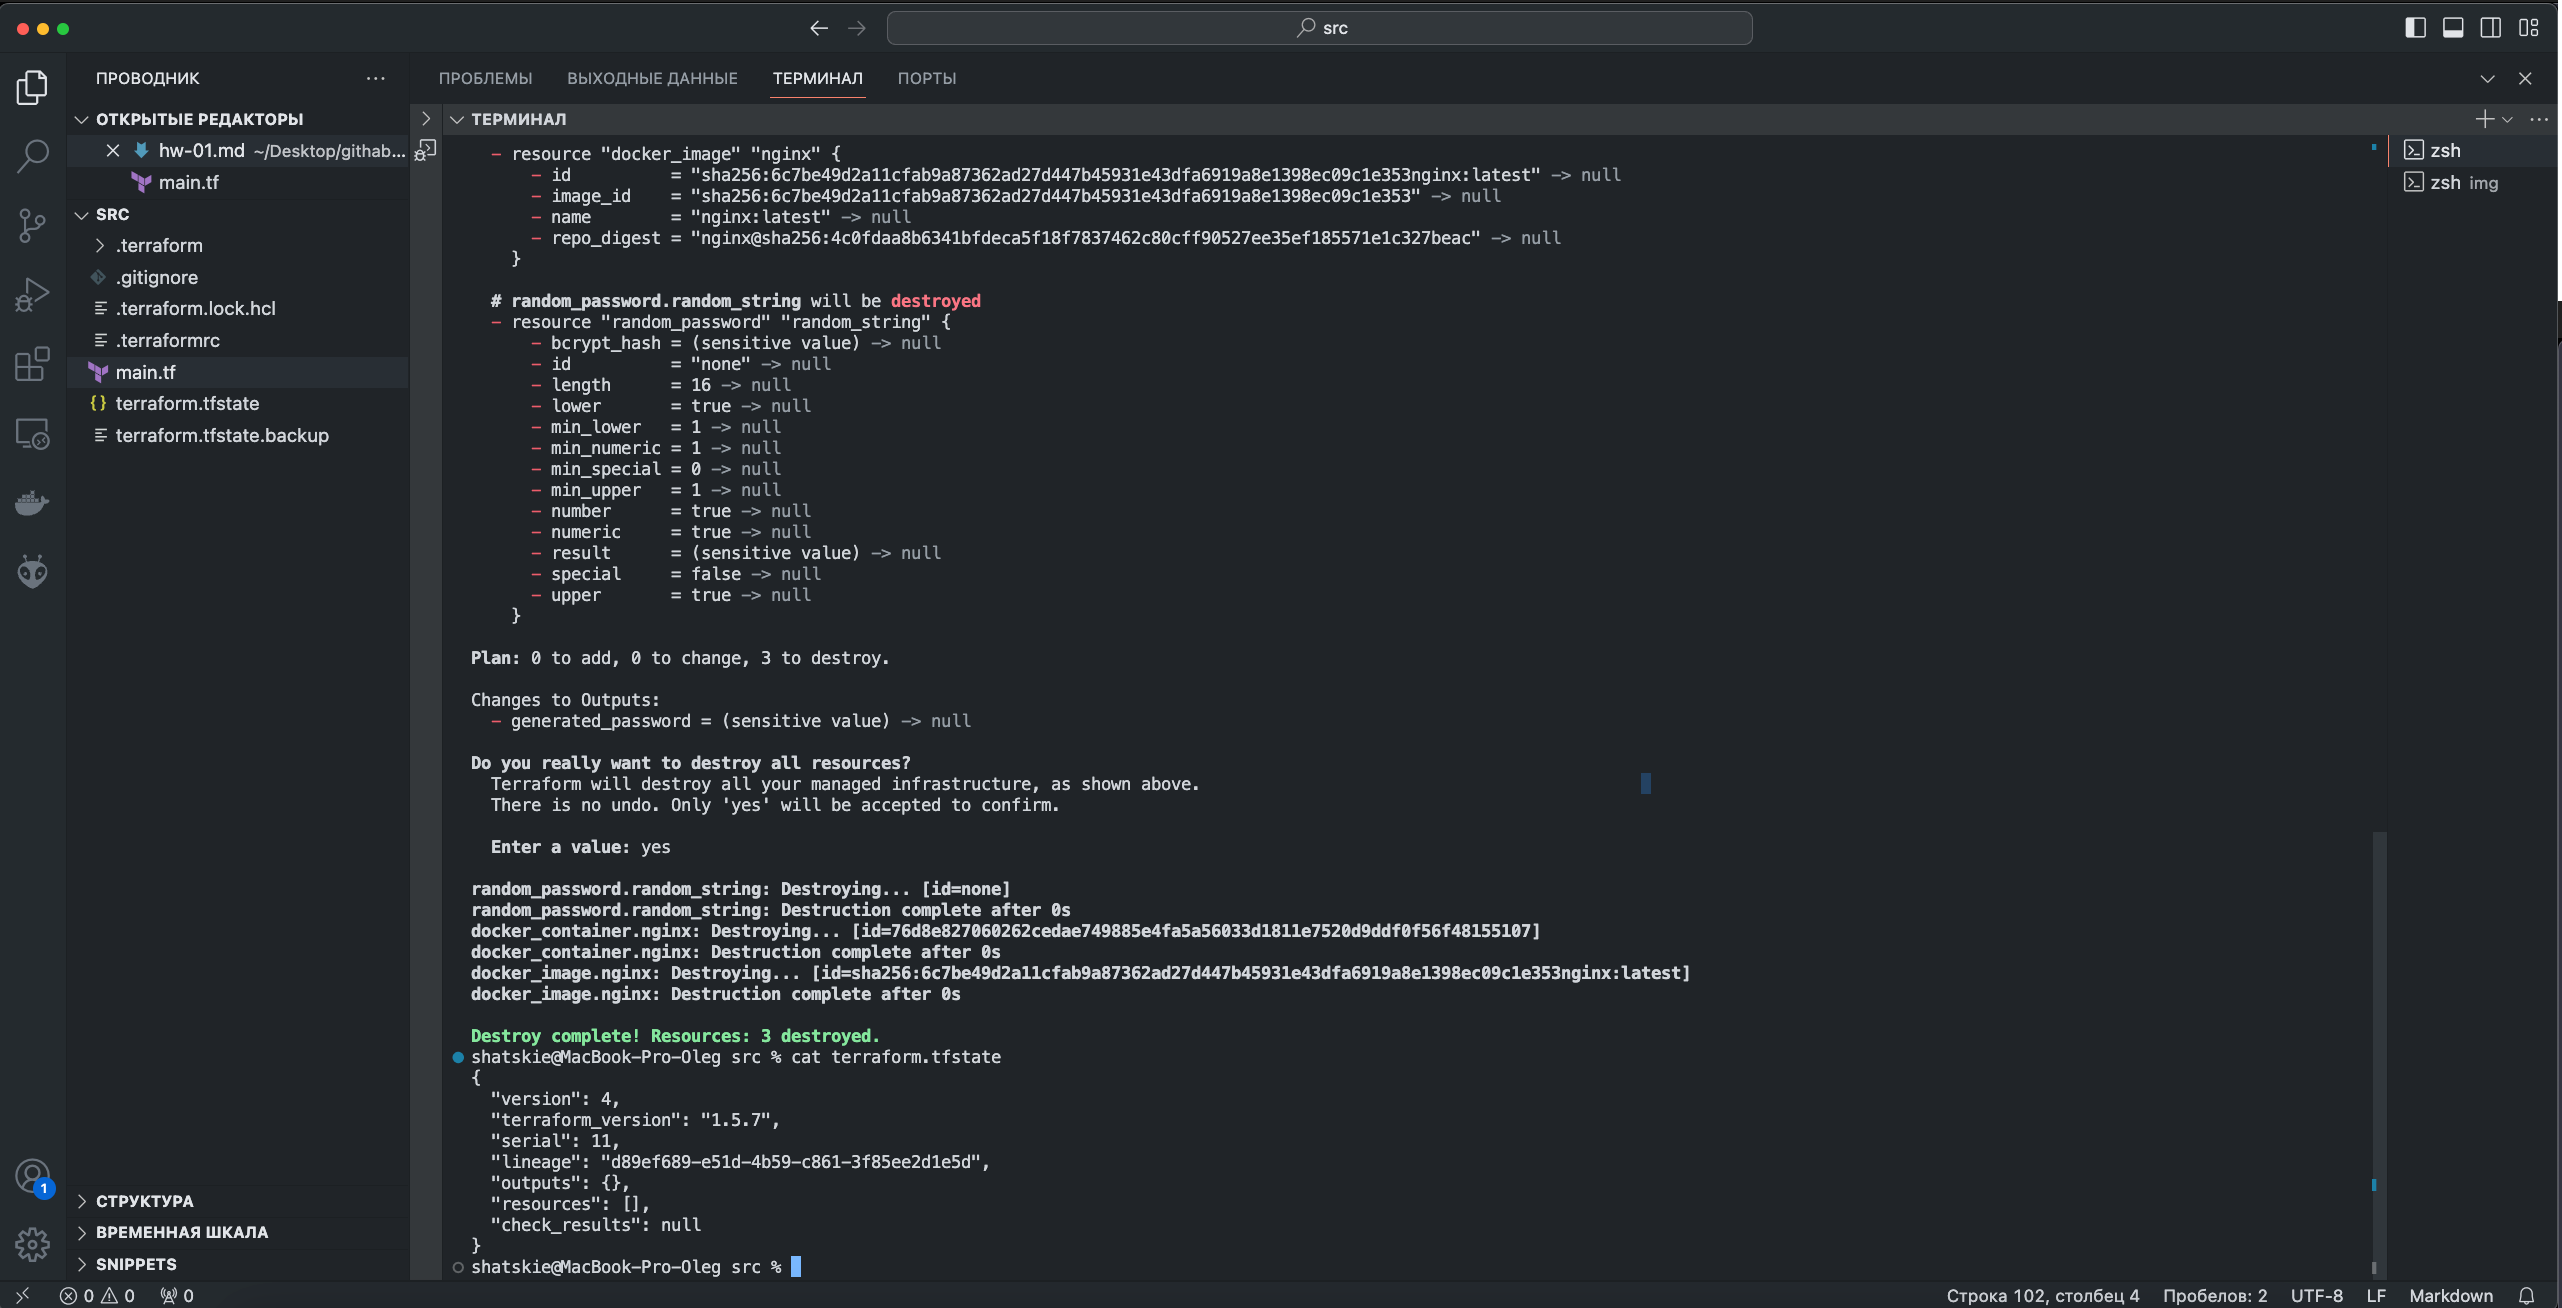 src
ПРОВОДНИК
ОТКРЫТЫЕ РЕДАКТОРЫ
hw-01.md ~/Desktop/githab...
main.tf
SRC
.terraform
.gitignore
.terraform.lock.hcl
.terraformrc
main.tf
terraform.tfstate
terraform.tfstate.backup
СТРУКТУРА
ВРЕМЕННАЯ ШКАЛА
SNIPPETS
1
ПРОБЛЕМЫ ВЫХОДНЫЕ ДАННЫЕ ТЕРМИНАЛ ПОРТЫ
ТЕРМИНАЛ
- resource "docker_image" "nginx" {
- id = "sha256:6c7be49d2a11cfab9a87362ad27d447b45931e43dfa6919a8e1398ec09c1e353nginx:latest" -> null
- image_id = "sha256:6c7be49d2a11cfab9a87362ad27d447b45931e43dfa6919a8e1398ec09c1e353" -> null
- name = "nginx:latest" -> null
- repo_digest = "nginx@sha256:4c0fdaa8b6341bfdeca5f18f7837462c80cff90527ee35ef185571e1c327beac" -> null
}
# random_password.random_string will be destroyed
- resource "random_password" "random_string" {
- bcrypt_hash = (sensitive value) -> null
- id = "none" -> null
- length = 16 -> null
- lower = true -> null
- min_lower = 1 -> null
- min_numeric = 1 -> null
- min_special = 0 -> null
- min_upper = 1 -> null
- number = true -> null
- numeric = true -> null
- result = (sensitive value) -> null
- special = false -> null
- upper = true -> null
}
Plan: 0 to add, 0 to change, 3 to destroy.
Changes to Outputs:
- generated_password = (sensitive value) -> null
Do you really want to destroy all resources?
Terraform will destroy all your managed infrastructure, as shown above.
There is no undo. Only 'yes' will be accepted to confirm.
Enter a value: yes
random_password.random_string: Destroying... [id=none]
random_password.random_string: Destruction complete after 0s
docker_container.nginx: Destroying... [id=76d8e827060262cedae749885e4fa5a56033d1811e7520d9ddf0f56f48155107]
docker_container.nginx: Destruction complete after 0s
docker_image.nginx: Destroying... [id=sha256:6c7be49d2a11cfab9a87362ad27d447b45931e43dfa6919a8e1398ec09c1e353nginx:latest]
docker_image.nginx: Destruction complete after 0s
Destroy complete! Resources: 3 destroyed.
shatskie@MacBook-Pro-Oleg src % cat terraform.tfstate
{
"version": 4,
"terraform_version": "1.5.7",
"serial": 11,
"lineage": "d89ef689-e51d-4b59-c861-3f85ee2d1e5d",
"outputs": {},
"resources": [],
"check_results": null
}
shatskie@MacBook-Pro-Oleg src %
zsh
zsh img
0 0 0
Строка 102, столбец 4 Пробелов: 2 UTF-8 LF Markdown